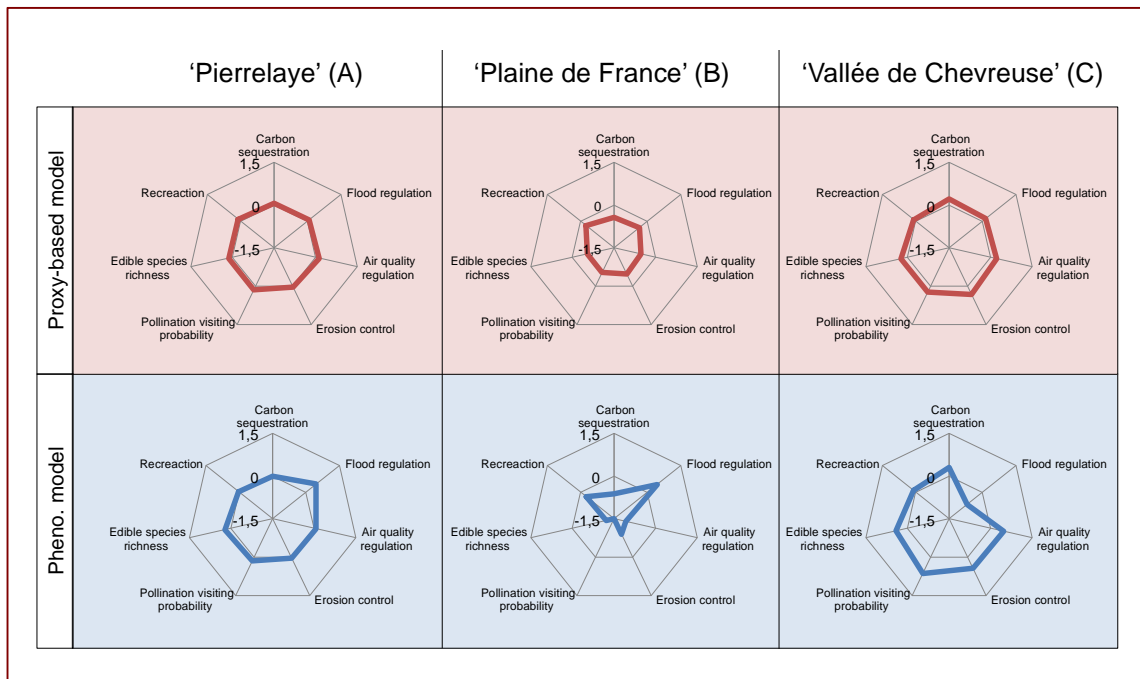 ‘Pierrelaye’ (A)
‘Plaine de France’ (B)
‘Vallée de Chevreuse’ (C)
Proxy-based model
Carbon
sequestration
1,5
Recreaction
Flood regulation
0
-1,5
Edible species
richness
Air quality
regulation
Pollination visiting
probability
Erosion control
Carbon
sequestration
1,5
Recreaction
Flood regulation
0
-1,5
Edible species
richness
Air quality
regulation
Pollination visiting
probability
Erosion control
Carbon
sequestration
1,5
Recreaction
Flood regulation
0
-1,5
Edible species
richness
Air quality
regulation
Pollination visiting
probability
Erosion control
Pheno. model
Carbon
sequestration
1,5
Recreaction
Flood regulation
0
-1,5
Edible species
richness
Air quality
regulation
Pollination visiting
probability
Erosion control
Carbon
sequestration
1,5
Recreaction
Flood regulation
0
-1,5
Edible species
richness
Air quality
regulation
Pollination visiting
probability
Erosion control
Carbon
sequestration
1,5
Recreaction
Flood regulation
0
-1,5
Edible species
richness
Air quality
regulation
Pollination visiting
probability
Erosion control